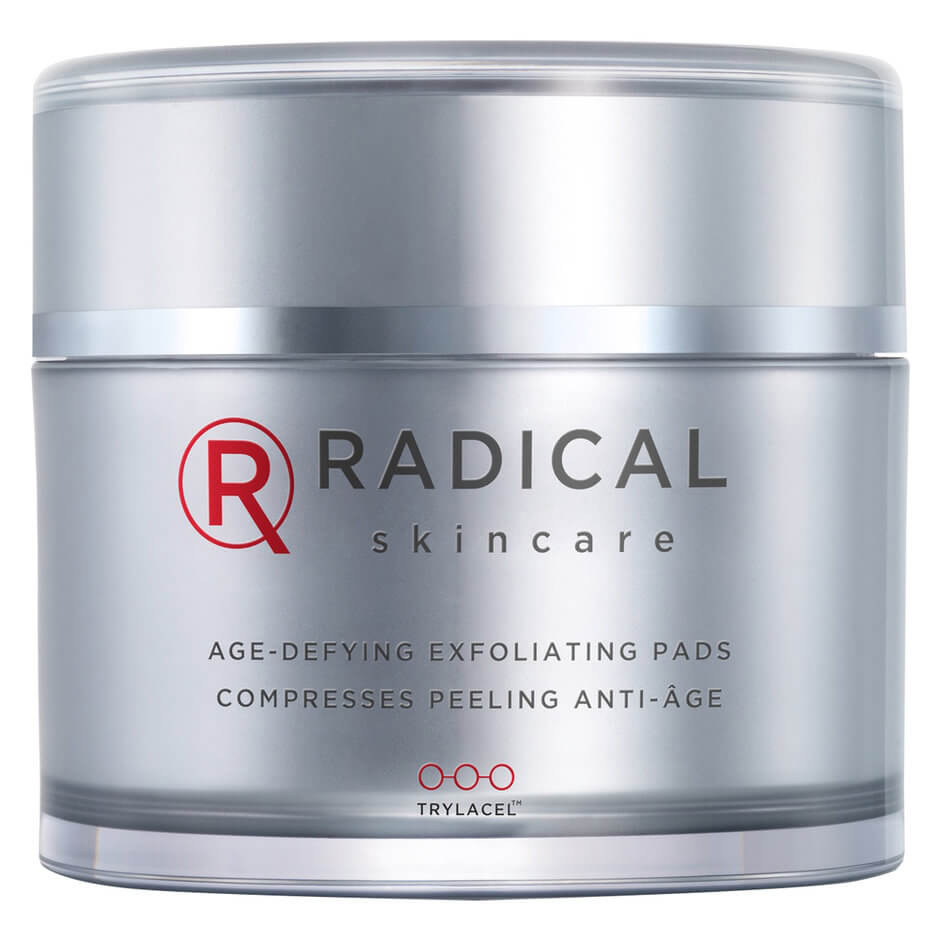 R RADICAL
skincare
AGE-DEFYING EXFOLIATING PADS
COMPRESSES PEELING ANTI-ÂGE
TRYLACEL™